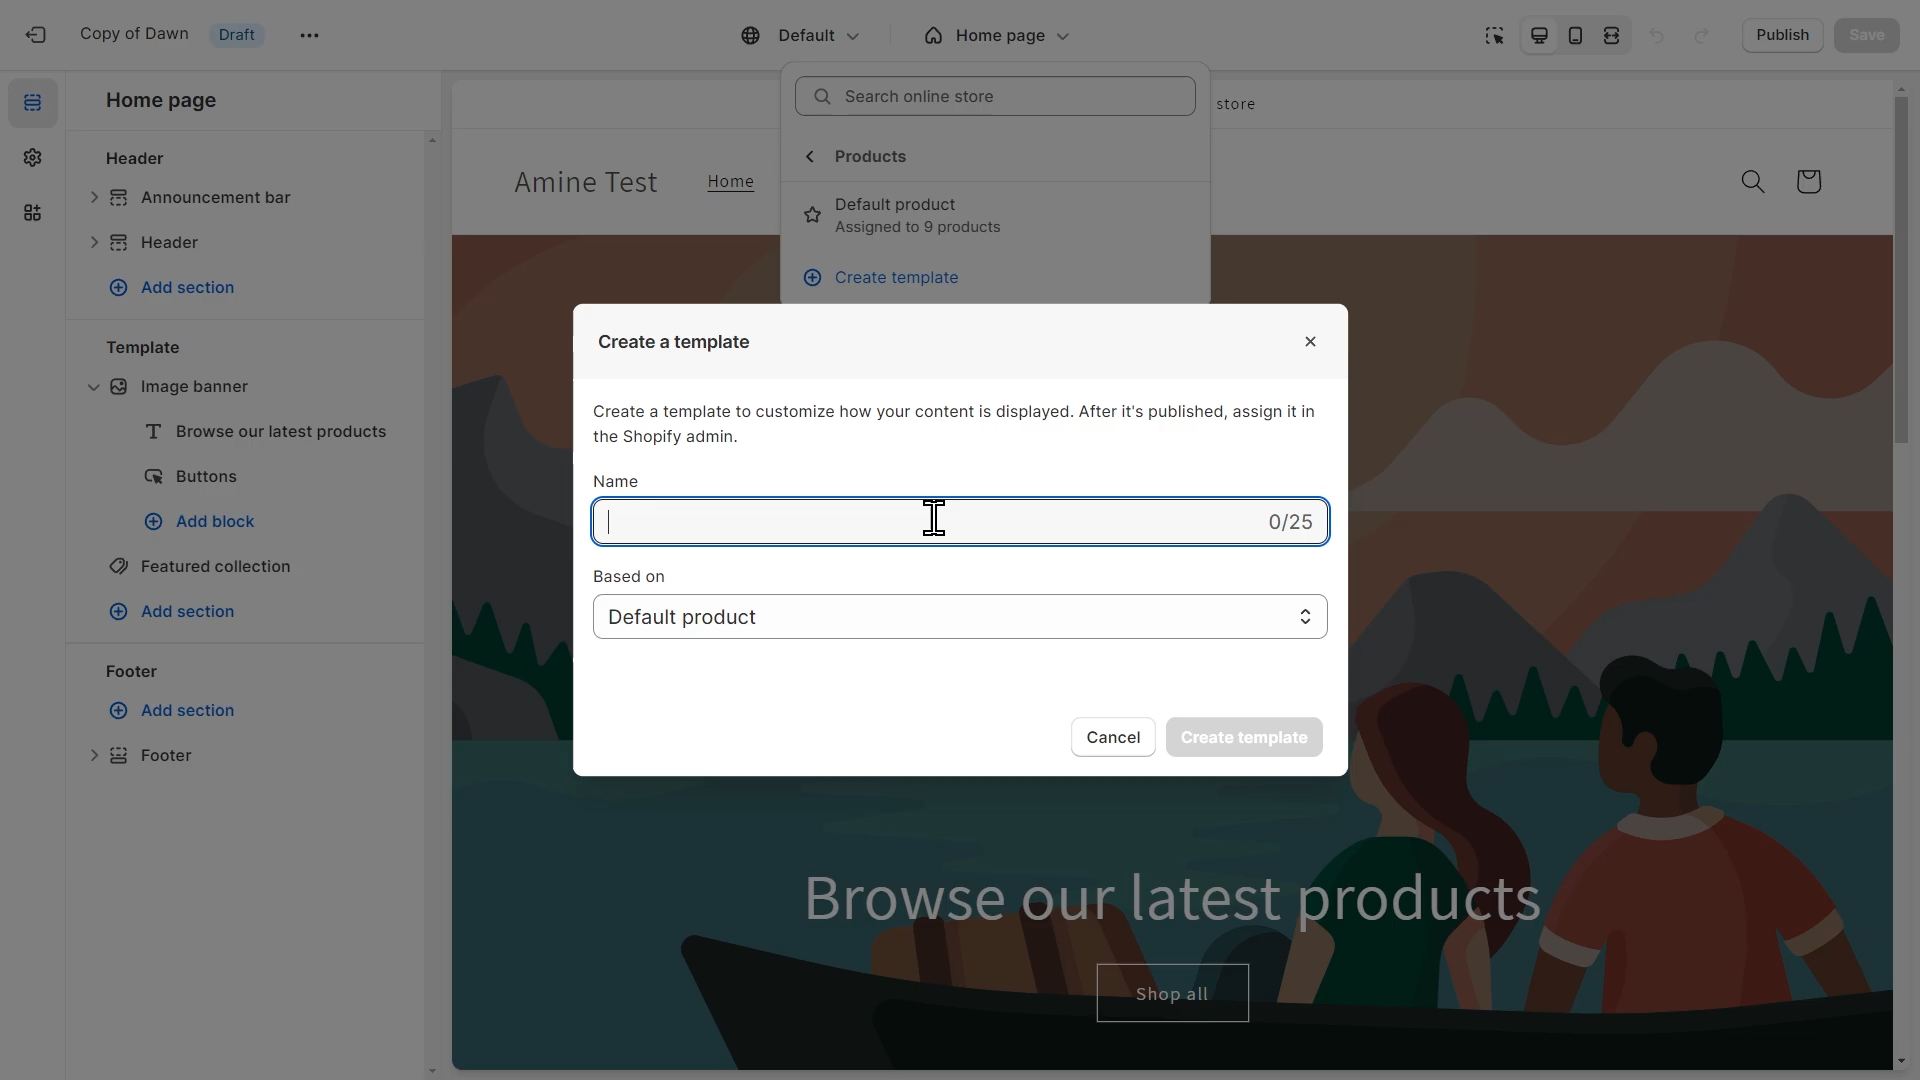 Copy of Dawn
Draft
Default
Home page
Publish
Save
Home page
Header
Announcement bar
Header
Add section
Template
Image banner
Browse our latest products
Buttons
Add block
Featured collection
Add section
Footer
Add section
Footer
Search online store
Products
Default product
Assigned to 9 products
Create template
store
Amine Test
Home
Create a template
Create a template to customize how your content is displayed. After it's published, assign it in
the Shopify admin.
Name
0/25
Based on
Default product
Cancel
Create template
Browse our latest products
Shop all